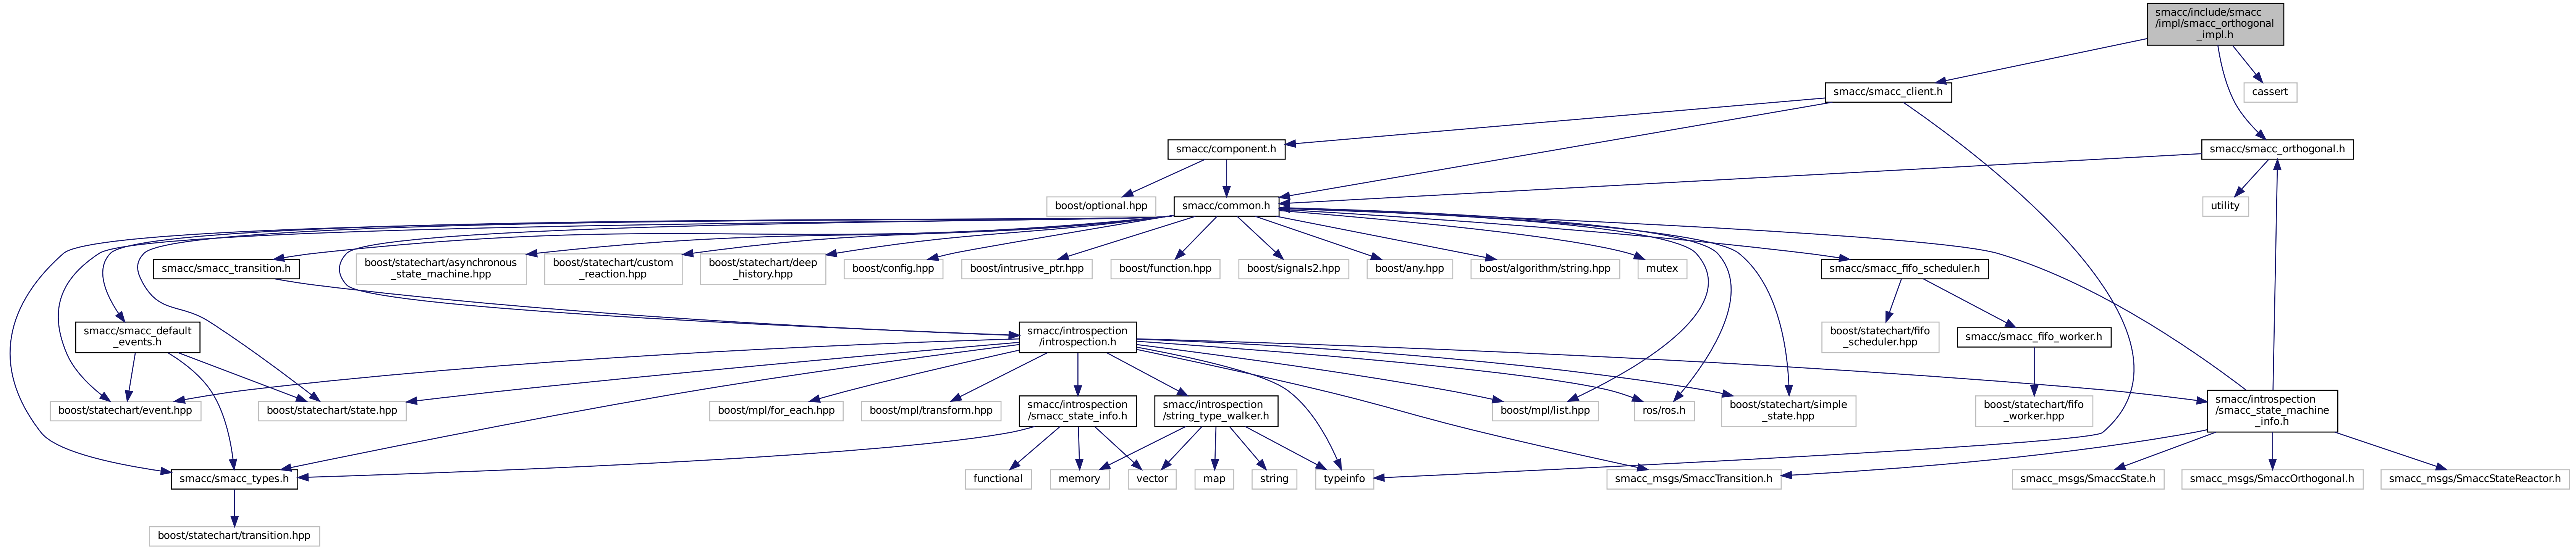 smacc/include/smacc
/impl/smacc_orthogonal
_impl.h
smacc/smacc_client.h
cassert
smacc/component.h
smacc/smacc_orthogonal.h
boost/optional.hpp
smacc/common.h
utility
smacc/smacc_transition.h
boost/statechart/asynchronous
_state_machine.hpp
boost/statechart/custom
_reaction.hpp
boost/statechart/deep
_history.hpp
boost/config.hpp
boost/intrusive_ptr.hpp
boost/function.hpp
boost/signals2.hpp
boost/any.hpp
boost/algorithm/string.hpp
mutex
smacc/smacc_fifo_scheduler.h
smacc/smacc_default
_events.h
smacc/introspection
/introspection.h
boost/statechart/fifo
_scheduler.hpp
smacc/smacc_fifo_worker.h
boost/statechart/event.hpp
boost/statechart/state.hpp
boost/mpl/for_each.hpp
boost/mpl/transform.hpp
smacc/introspection
/smacc_state_info.h
smacc/introspection
/string_type_walker.h
boost/mpl/list.hpp
ros/ros.h
boost/statechart/simple
_state.hpp
boost/statechart/fifo
_worker.hpp
smacc/introspection
/smacc_state_machine
_info.h
smacc/smacc_types.h
functional
memory
vector
map
string
typeinfo
smacc_msgs/SmaccTransition.h
smacc_msgs/SmaccState.h
smacc_msgs/SmaccOrthogonal.h
smacc_msgs/SmaccStateReactor.h
boost/statechart/transition.hpp